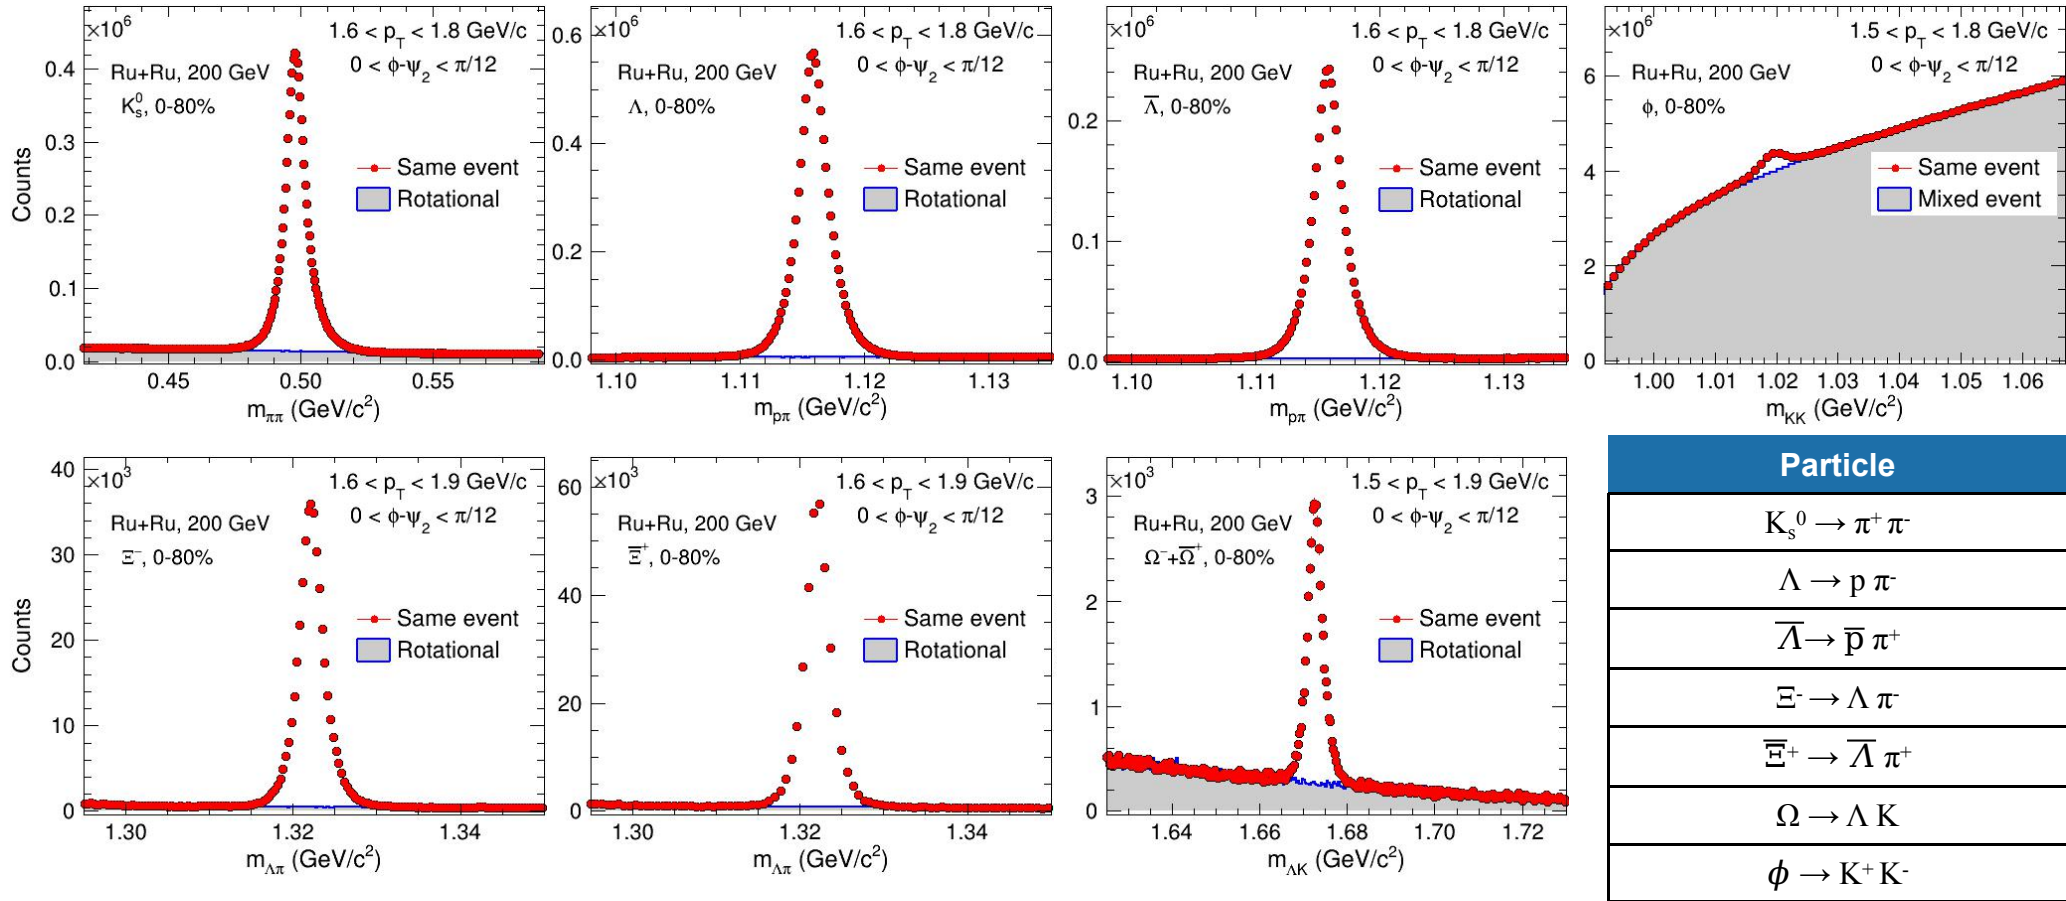 ×10⁶
1.6 < p_T < 1.8 GeV/c
0 < ϕ-ψ₂ < π/12
Ru+Ru, 200 GeV
K⁰ₛ, 0-80%
Same event
Rotational
Counts
0.4
0.3
0.2
0.1
0.0
0.45 0.50 0.55
m_ππ (GeV/c²)
×10⁶
1.6 < p_T < 1.8 GeV/c
0 < ϕ-ψ₂ < π/12
Ru+Ru, 200 GeV
Λ, 0-80%
Same event
Rotational
0.6
0.4
0.2
0.0
1.10 1.11 1.12 1.13
m_pπ (GeV/c²)
×10⁶
1.6 < p_T < 1.8 GeV/c
0 < ϕ-ψ₂ < π/12
Ru+Ru, 200 GeV
Λ̅, 0-80%
Same event
Rotational
0.2
0.1
0.0
1.10 1.11 1.12 1.13
m_pπ (GeV/c²)
×10⁶
1.5 < p_T < 1.8 GeV/c
0 < ϕ-ψ₂ < π/12
Ru+Ru, 200 GeV
ϕ, 0-80%
Same event
Mixed event
6
4
2
0
1.00 1.01 1.02 1.03 1.04 1.05 1.06
m_KK (GeV/c²)
×10³
1.6 < p_T < 1.9 GeV/c
0 < ϕ-ψ₂ < π/12
Ru+Ru, 200 GeV
Ξ⁻, 0-80%
Same event
Rotational
Counts
40
30
20
10
0
1.30 1.32 1.34
m_Λπ (GeV/c²)
×10³
1.6 < p_T < 1.9 GeV/c
0 < ϕ-ψ₂ < π/12
Ru+Ru, 200 GeV
Ξ̅⁺, 0-80%
Same event
Rotational
60
40
20
0
1.30 1.32 1.34
m_Λπ (GeV/c²)
×10³
1.5 < p_T < 1.9 GeV/c
0 < ϕ-ψ₂ < π/12
Ru+Ru, 200 GeV
Ω⁻+Ω̅⁺, 0-80%
Same event
Rotational
3
2
1
0
1.64 1.66 1.68 1.70 1.72
m_ΛK (GeV/c²)
Particle
Kₛ⁰ → π⁺ π⁻
Λ → p π⁻
Λ̅ → p̅ π⁺
Ξ⁻ → Λ π⁻
Ξ̅⁺ → Λ̅ π⁺
Ω → Λ K
ϕ → K⁺ K⁻